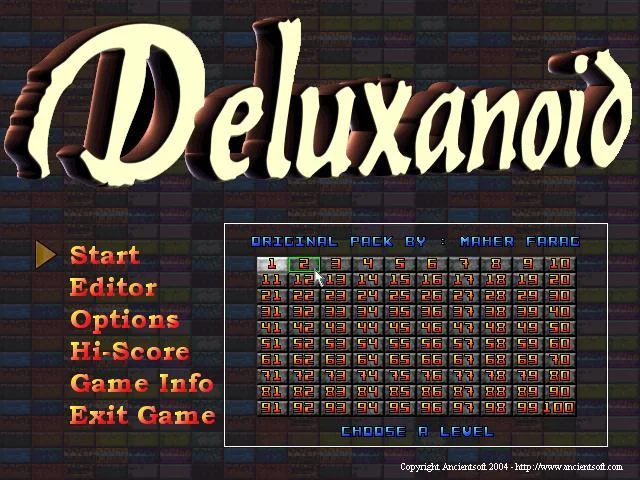 Deluxanoid
Start
Editor
Options
Hi-Score
Game Info
Exit Game
ORIGINAL PACK BY : MAHER FARAG
1 2 3 4 5 6 7 8 9 10
11 12 13 14 15 16 17 18 19 20
21 22 23 24 25 26 27 28 29 30
31 32 33 34 35 36 37 38 39 40
41 42 43 44 45 46 47 48 49 50
51 52 53 54 55 56 57 58 59 60
61 62 63 64 65 66 67 68 69 70
71 72 73 74 75 76 77 78 79 80
81 82 83 84 85 86 87 88 89 90
91 92 93 94 95 96 97 98 99 100
CHOOSE A LEVEL
Copyright Ancientsoft 2004 - http://www.ancientsoft.com